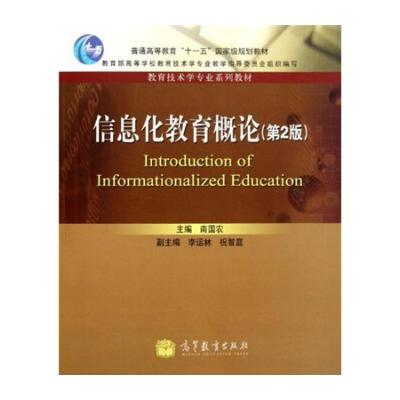 普通高等教育"十一五"国家级规划教材
教育部高等学校教育技术学专业教学指导委员会组织编写
教育技术学专业系列教材
信息化教育概论(第2版)
Introduction of
Informationalized Education
主编 南国农
副主编 李运林 祝智庭
高等教育出版社